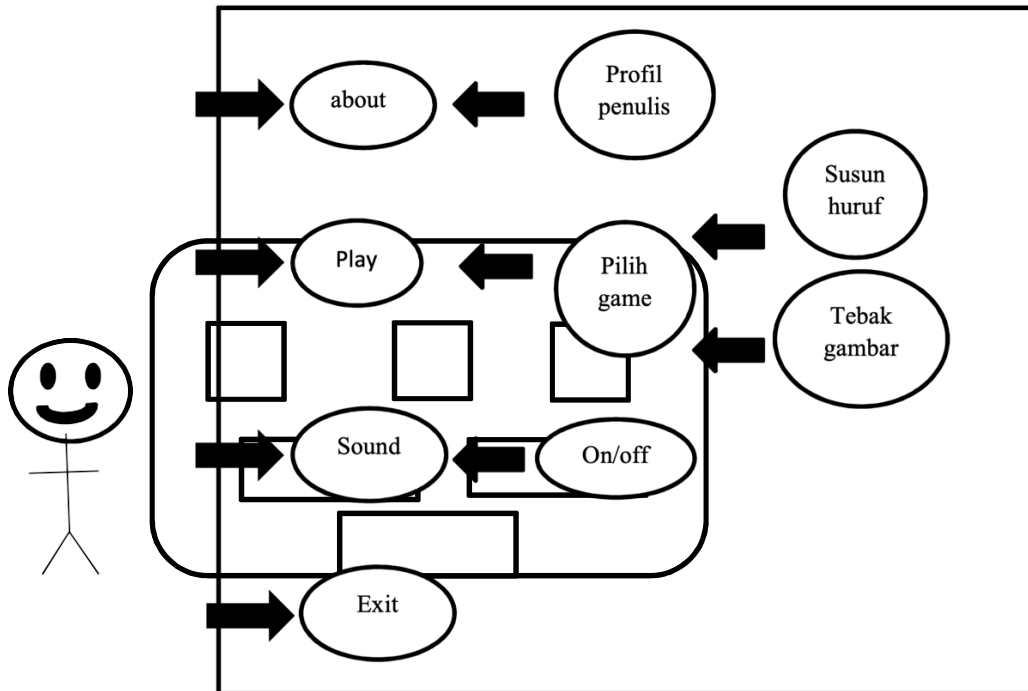 about
Profil
penulis
Susun
huruf
Play
Pilih
game
Tebak
gambar
Sound
On/off
Exit